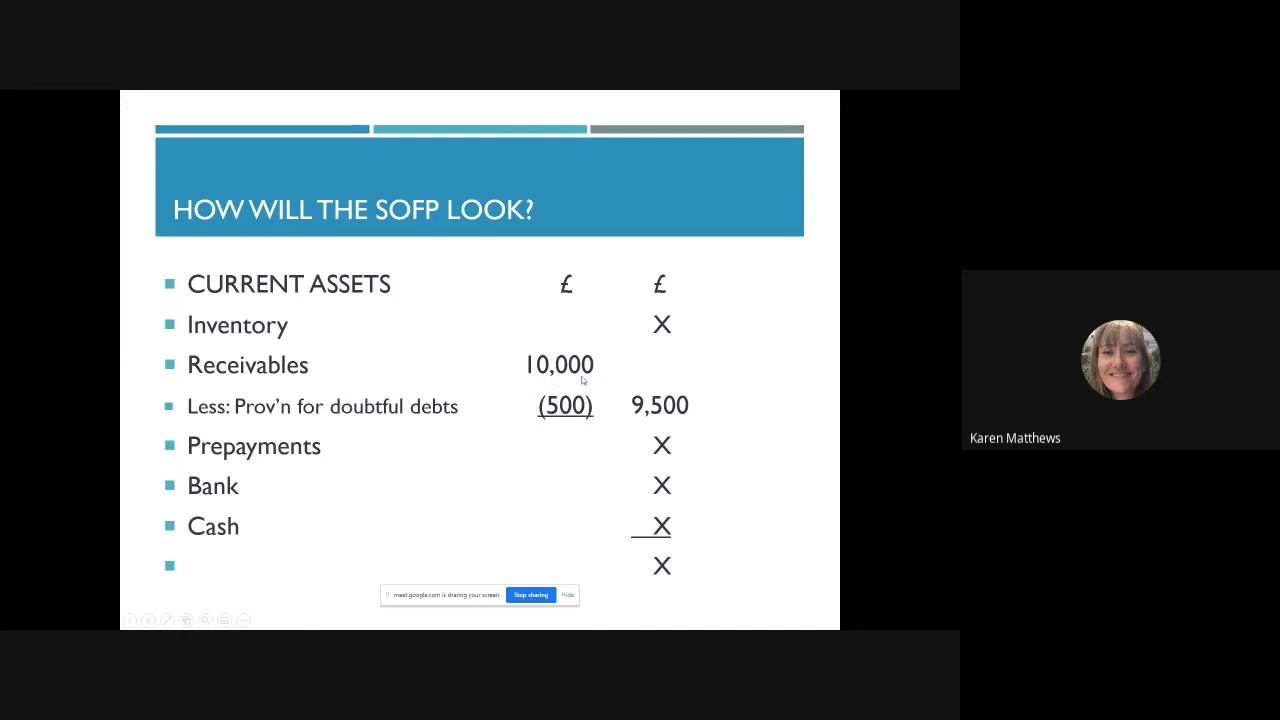 HOW WILL THE SOFP LOOK?
CURRENT ASSETS £ £
Inventory X
Receivables 10,000
Less: Prov'n for doubtful debts (500) 9,500
Prepayments X
Bank X
Cash X
X
meet.google.com is sharing your screen. Stop sharing Hide
Karen Matthews